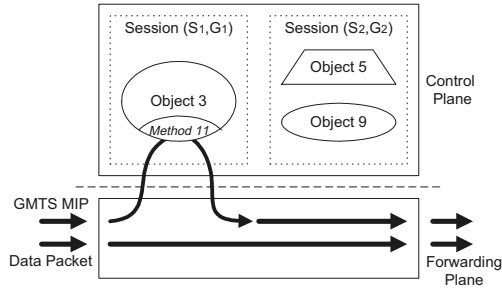 Session (S1,G1)
Session (S2,G2)
Object 5
Object 3
Method 11
Object 9
Control
Plane
GMTS MIP
Data Packet
Forwarding
Plane